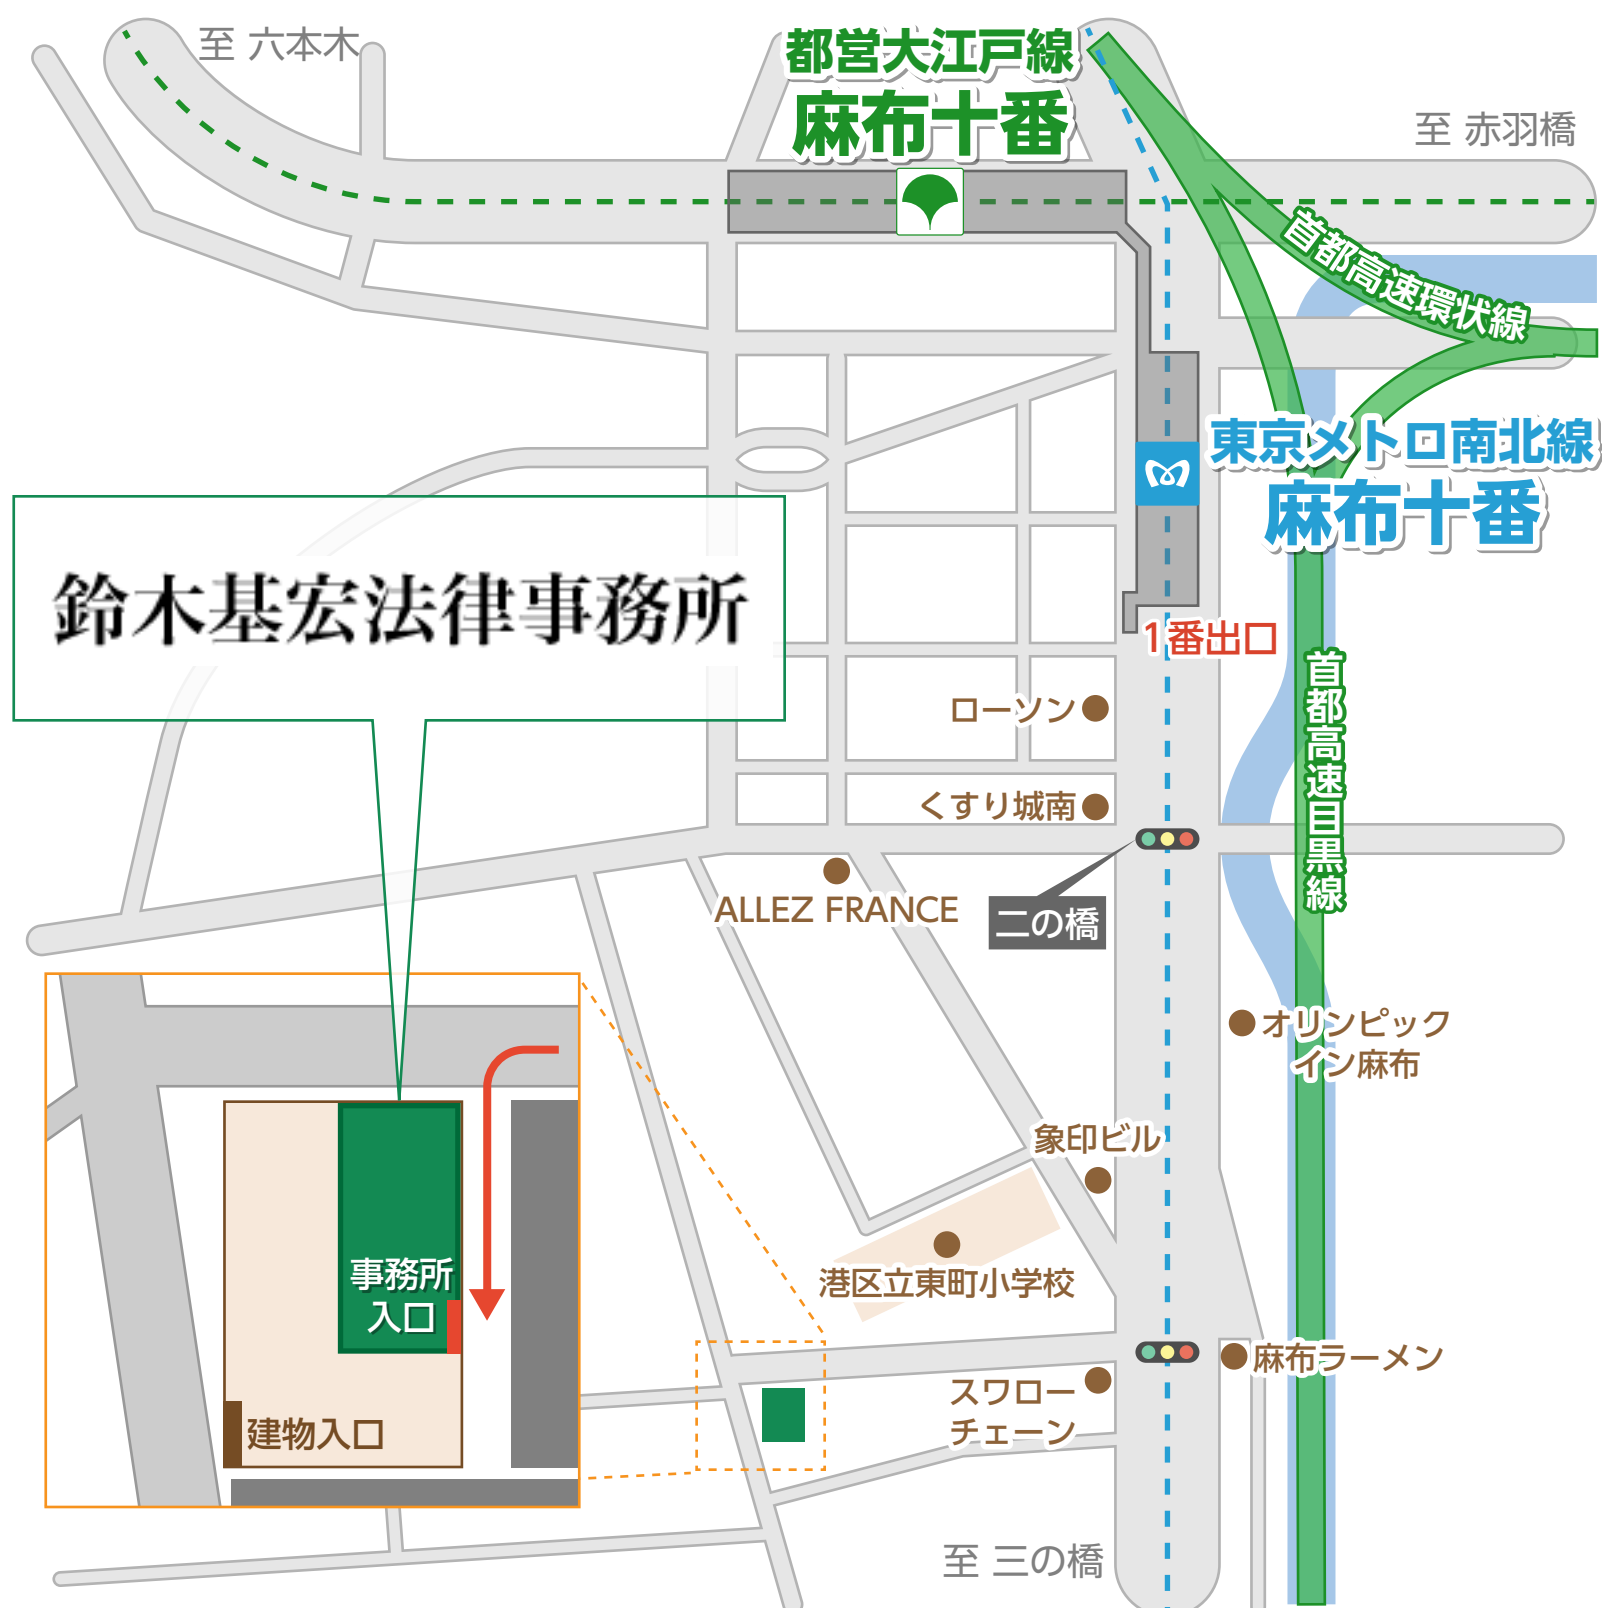 至 六本木
都営大江戸線
麻布十番
至 赤羽橋
首都高速環状線
東京メトロ南北線
麻布十番
鈴木基宏法律事務所
1番出口
首都高速目黒線
ローソン
くすり城南
ALLEZ FRANCE
二の橋
オリンピック
イン麻布
象印ビル
港区立東町小学校
事務所
入口
建物入口
麻布ラーメン
スワロー
チェーン
至 三の橋